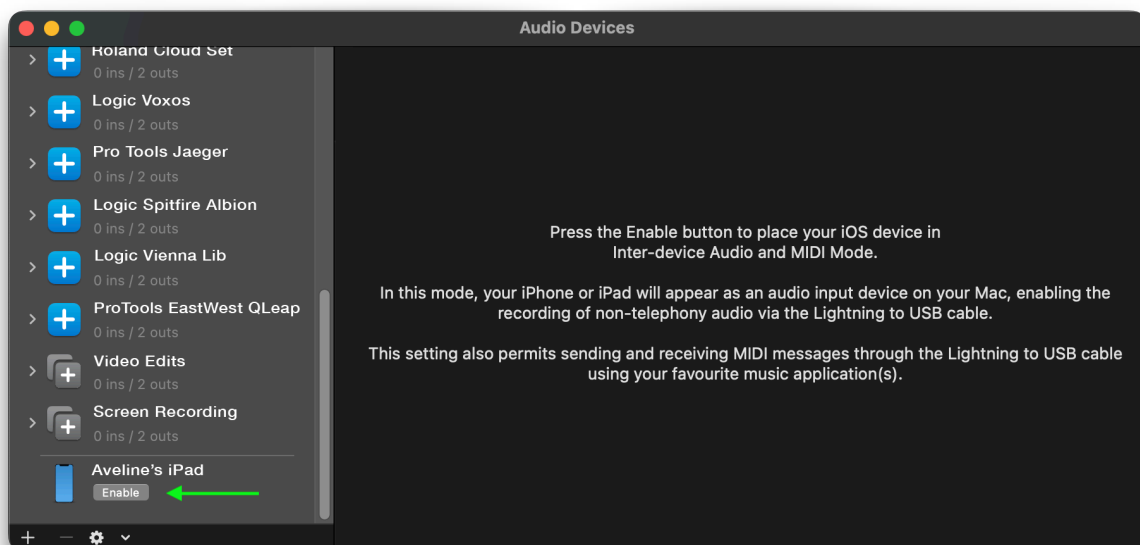 Audio Devices
Roland Cloud Set
0 ins / 2 outs
Logic Voxos
0 ins / 2 outs
Pro Tools Jaeger
0 ins / 2 outs
Logic Spitfire Albion
0 ins / 2 outs
Logic Vienna Lib
0 ins / 2 outs
ProTools EastWest QLeap
0 ins / 2 outs
Video Edits
0 ins / 2 outs
Screen Recording
0 ins / 2 outs
Aveline's iPad
Enable
Press the Enable button to place your iOS device in
Inter-device Audio and MIDI Mode.
In this mode, your iPhone or iPad will appear as an audio input device on your Mac, enabling the
recording of non-telephony audio via the Lightning to USB cable.
This setting also permits sending and receiving MIDI messages through the Lightning to USB cable
using your favourite music application(s).